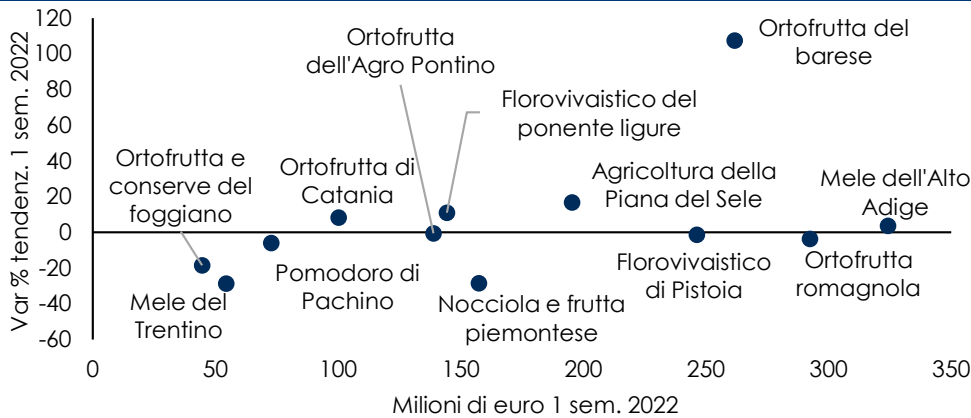 Var % tendenz. 1 sem. 2022
120
100
80
60
40
20
0
-20
-40
-60
Ortofrutta
dell'Agro Pontino
Ortofrutta del
barese
Florovivaistico del
ponente ligure
Ortofrutta e
conserve del
foggiano
Ortofrutta di
Catania
Agricoltura della
Piana del Sele
Mele dell'Alto
Adige
Mele del
Trentino
Pomodoro di
Pachino
Nocciola e frutta
piemontese
Florovivaistico
di Pistoia
Ortofrutta
romagnola
0 50 100 150 200 250 300 350
Milioni di euro 1 sem. 2022